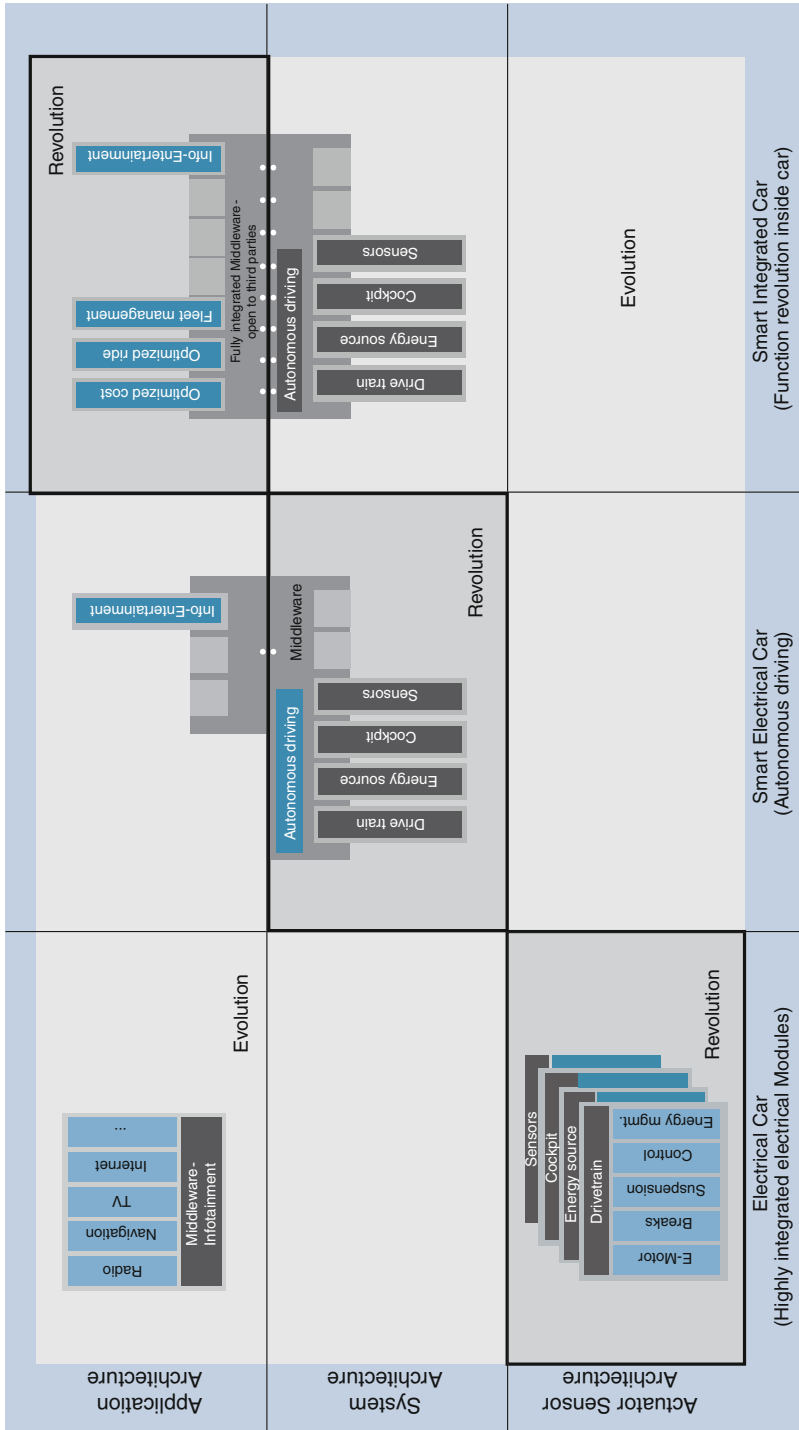 Application
Architecture
Radio
Navigation
TV
Internet
...
Middleware-
Infotainment
Evolution
Info-Entertainment
Optimized cost
Optimized ride
Fleet management
Info-Entertainment
Revolution
Fully integrated Middleware -
open to third parties
System
Architecture
Autonomous driving
Middleware
Drive train
Energy source
Cockpit
Sensors
Revolution
Autonomous driving
Drive train
Energy source
Cockpit
Sensors
Actuator Sensor
Architecture
Sensors
Cockpit
Energy source
Drivetrain
E-Motor
Breaks
Suspension
Control
Energy mgmt.
Revolution
Evolution
Electrical Car
(Highly integrated electrical Modules)
Smart Electrical Car
(Autonomous driving)
Smart Integrated Car
(Function revolution inside car)